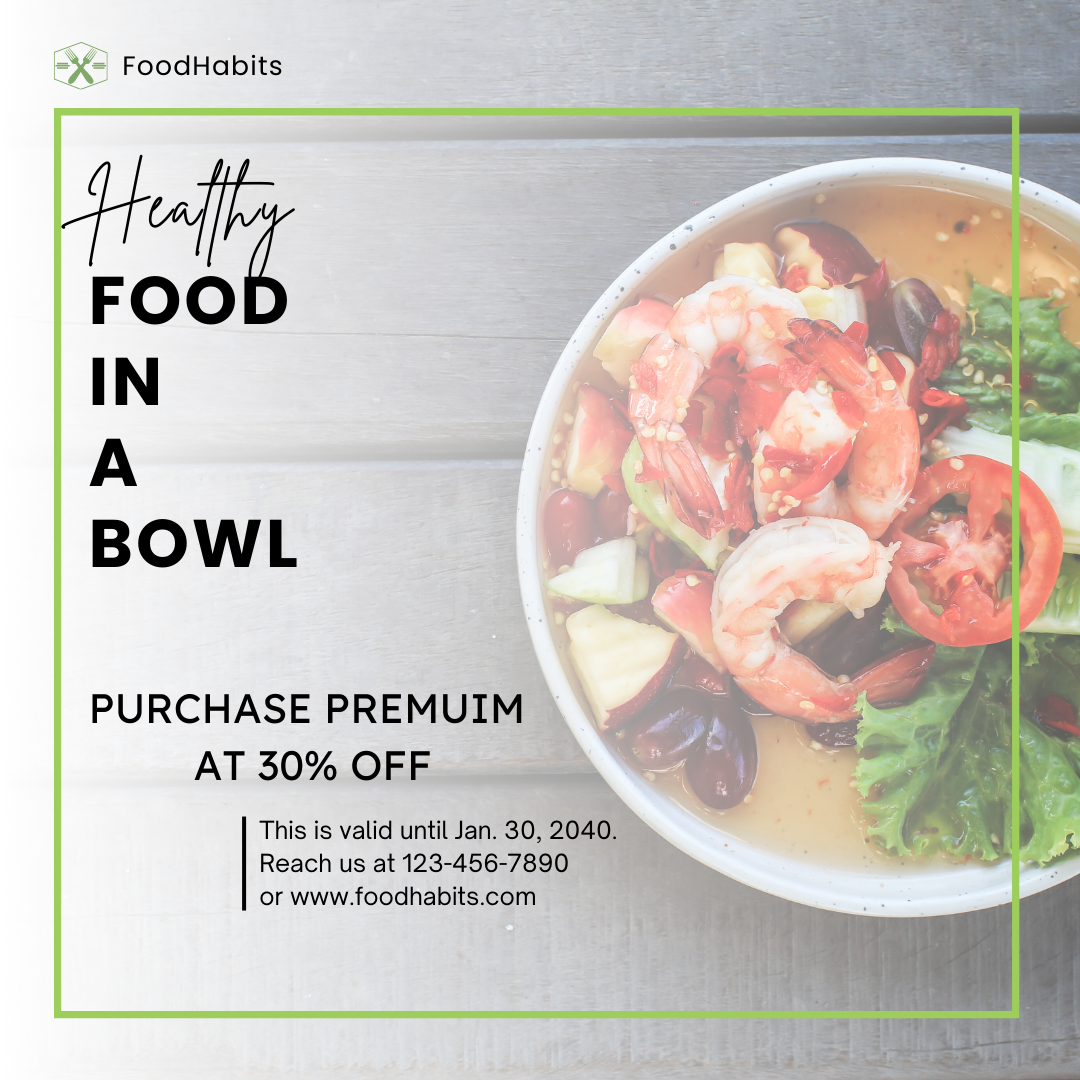 FoodHabits
Healthy
FOOD
IN
A
BOWL
PURCHASE PREMUIM
AT 30% OFF
This is valid until Jan. 30, 2040.
Reach us at 123-456-7890
or www.foodhabits.com